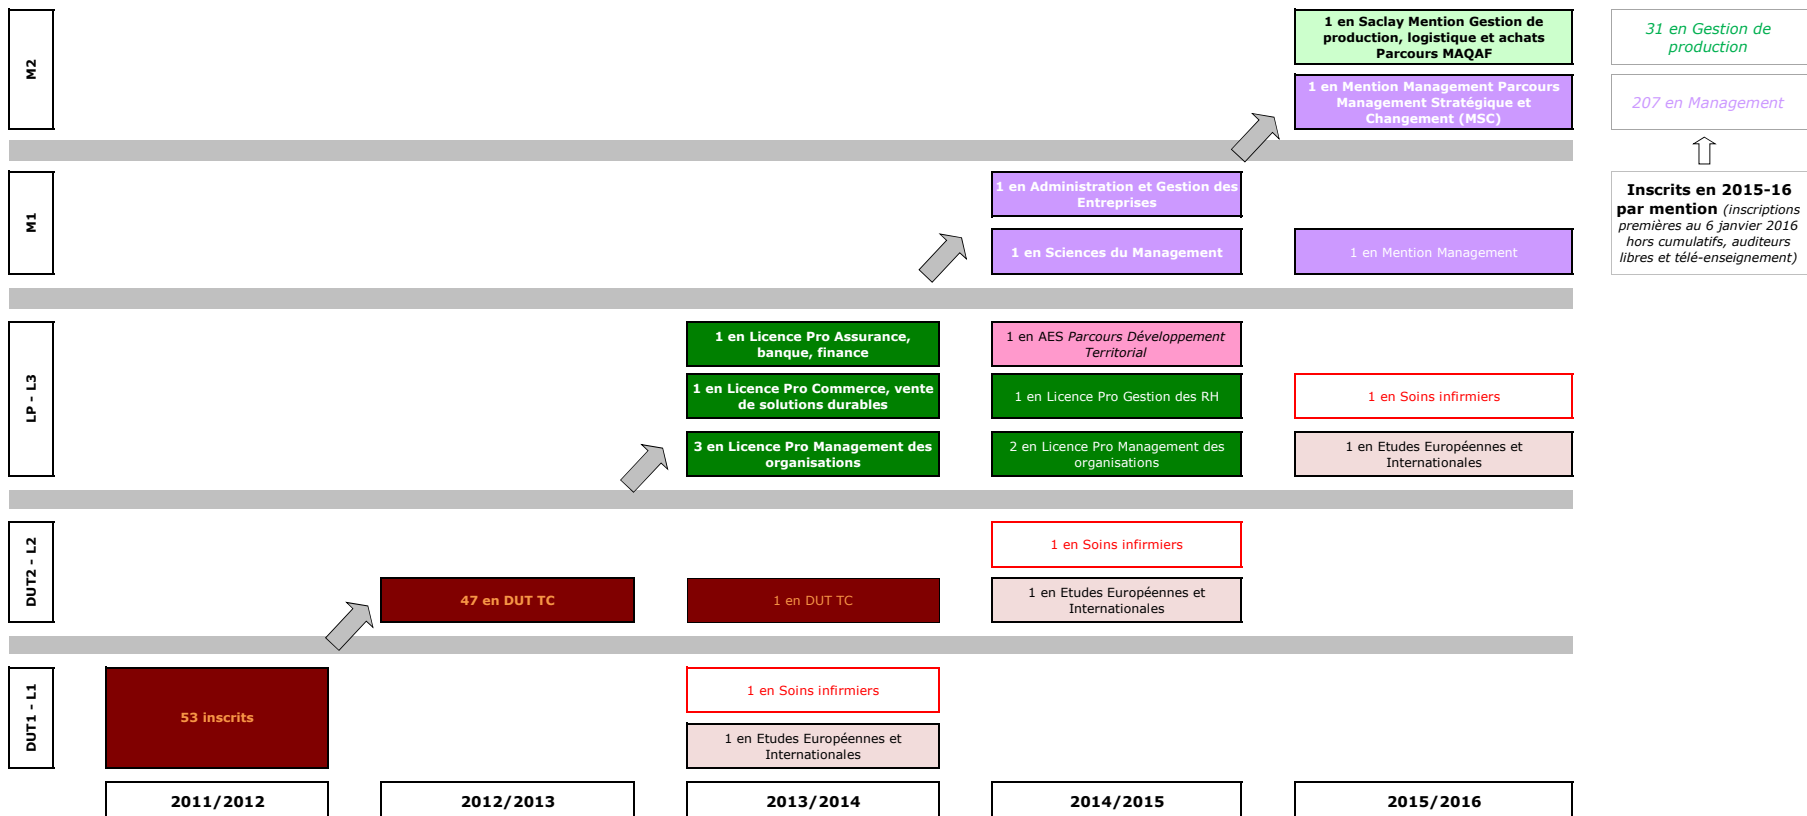 M2
1 en Saclay Mention Gestion de
production, logistique et achats
Parcours MAQAF
31 en Gestion de
production
1 en Mention Management Parcours
Management Stratégique et
Changement (MSC)
207 en Management
M1
1 en Administration et Gestion des
Entreprises
1 en Sciences du Management
1 en Mention Management
Inscrits en 2015-16
par mention (inscriptions
premières au 6 janvier 2016
hors cumulatifs, auditeurs
libres et télé-enseignement)
LP - L3
1 en Licence Pro Assurance,
banque, finance
1 en AES Parcours Développement
Territorial
1 en Licence Pro Commerce, vente
de solutions durables
1 en Licence Pro Gestion des RH
1 en Soins infirmiers
3 en Licence Pro Management des
organisations
2 en Licence Pro Management des
organisations
1 en Etudes Européennes et
Internationales
DUT2 - L2
1 en Soins infirmiers
47 en DUT TC
1 en DUT TC
1 en Etudes Européennes et
Internationales
DUT1 - L1
53 inscrits
1 en Soins infirmiers
1 en Etudes Européennes et
Internationales
2011/2012
2012/2013
2013/2014
2014/2015
2015/2016